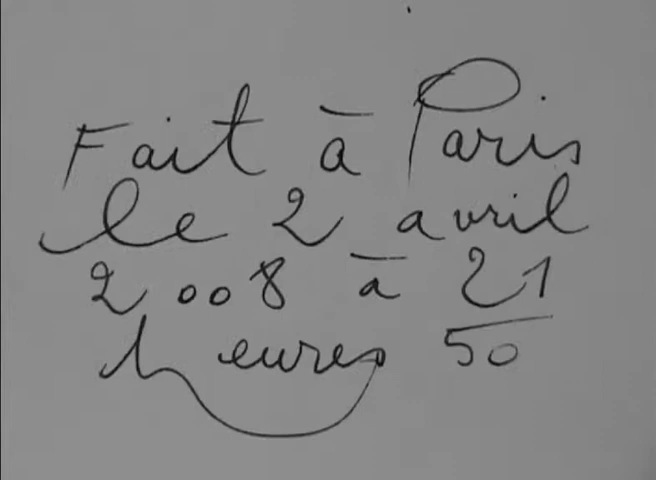 Fait à Paris
le 2 avril
2008 à 21
heures 50